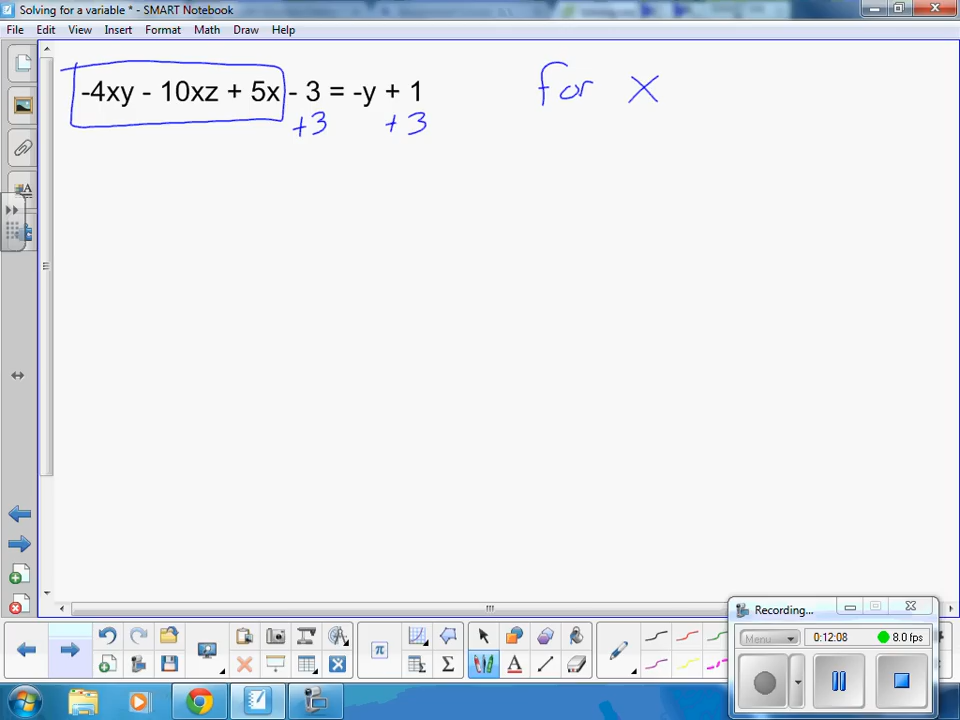 Solving for a variable * - SMART Notebook
File Edit View Insert Format Math Draw Help
-4xy - 10xz + 5x - 3 = -y + 1
for x
+3 +3
Recording...
Menu
0:12:08
8.0 fps